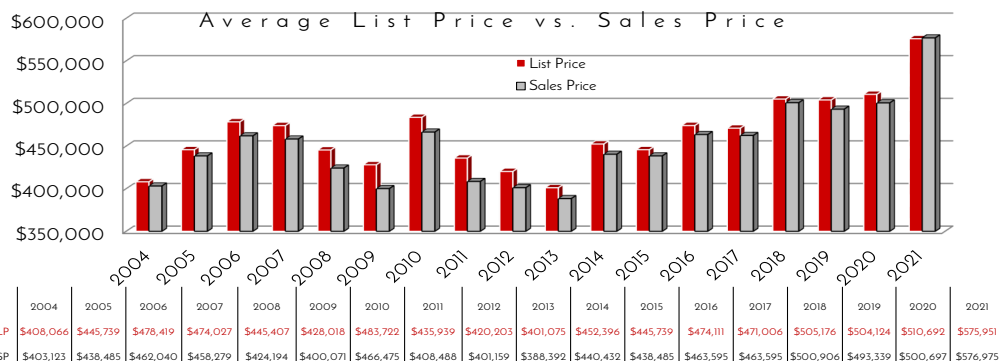 Average List Price vs. Sales Price
$600,000
$550,000
$500,000
$450,000
$400,000
$350,000
List Price
Sales Price
2004 2005 2006 2007 2008 2009 2010 2011 2012 2013 2014 2015 2016 2017 2018 2019 2020 2021
2004 2005 2006 2007 2008 2009 2010 2011 2012 2013 2014 2015 2016 2017 2018 2019 2020 2021
LP $408,066 $445,739 $478,419 $474,027 $445,407 $428,018 $483,722 $435,939 $420,203 $401,075 $452,396 $445,739 $474,111 $471,006 $505,176 $504,124 $510,692 $575,951
SP $403,123 $438,485 $462,040 $458,279 $424,194 $400,071 $466,475 $408,488 $401,159 $388,392 $440,432 $438,485 $463,595 $463,595 $500,906 $493,339 $500,697 $576,975